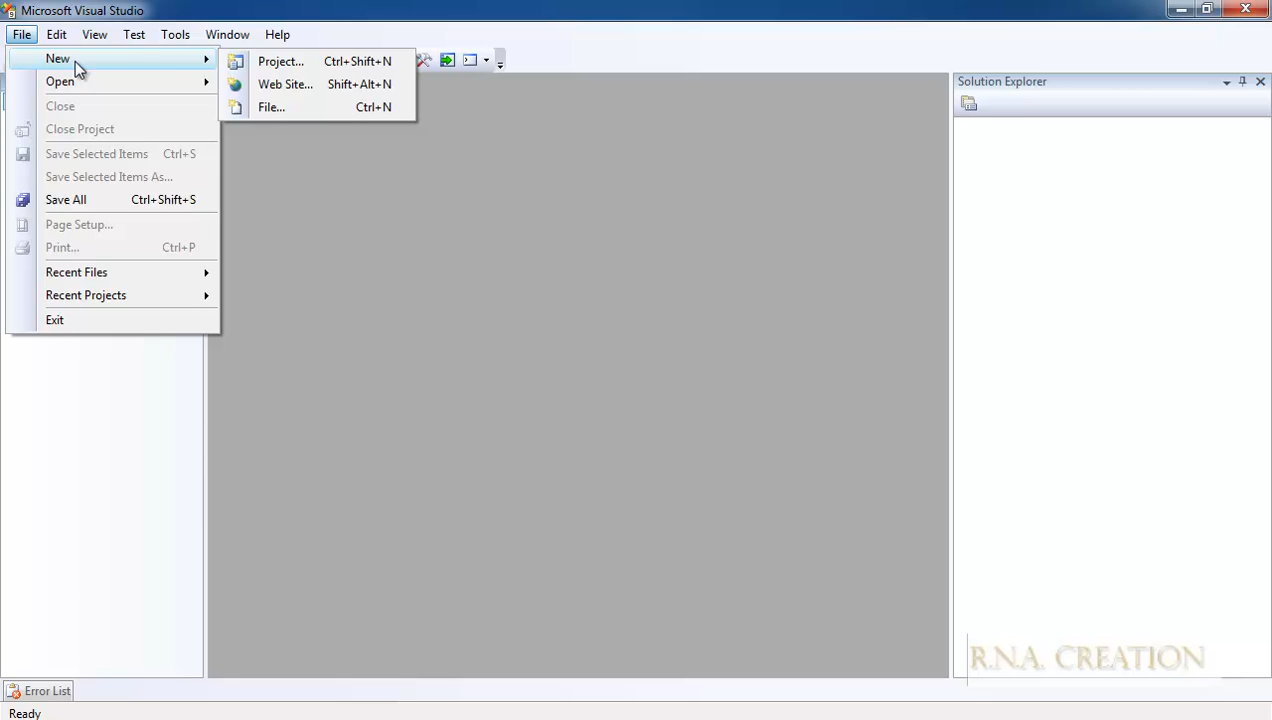 Microsoft Visual Studio
File Edit View Test Tools Window Help
New
Open
Close
Close Project
Save Selected Items Ctrl+S
Save Selected Items As...
Save All Ctrl+Shift+S
Page Setup...
Print... Ctrl+P
Recent Files
Recent Projects
Exit
Project... Ctrl+Shift+N
Web Site... Shift+Alt+N
File... Ctrl+N
Solution Explorer
R.N.A. CREATION
Error List
Ready